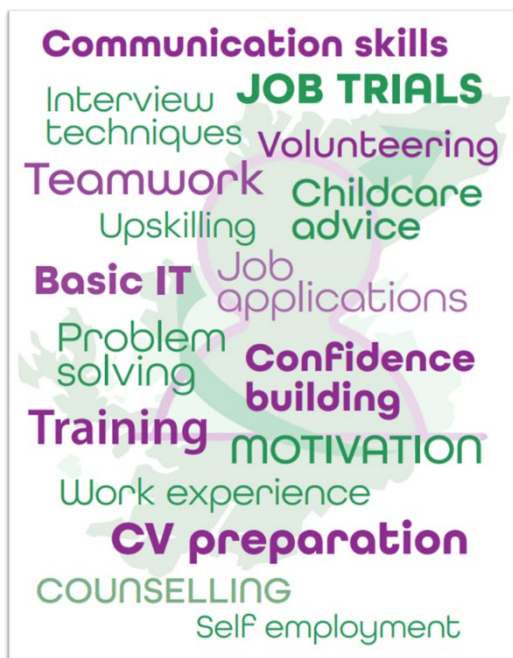 Communication skills
Interview
techniques
JOB TRIALS
Volunteering
Teamwork
Childcare
advice
Upskilling
Basic IT
Job
applications
Problem
solving
Confidence
building
Training
MOTIVATION
Work experience
CV preparation
COUNSELLING
Self employment